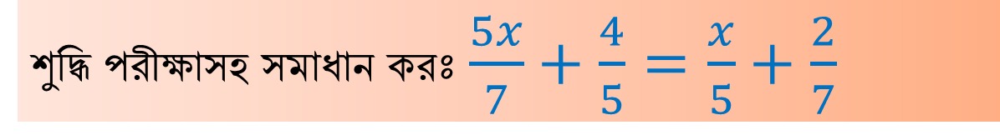 শুদ্ধি পরীক্ষাসহ সমাধান করঃ 5x/7 + 4/5 = x/5 + 2/7